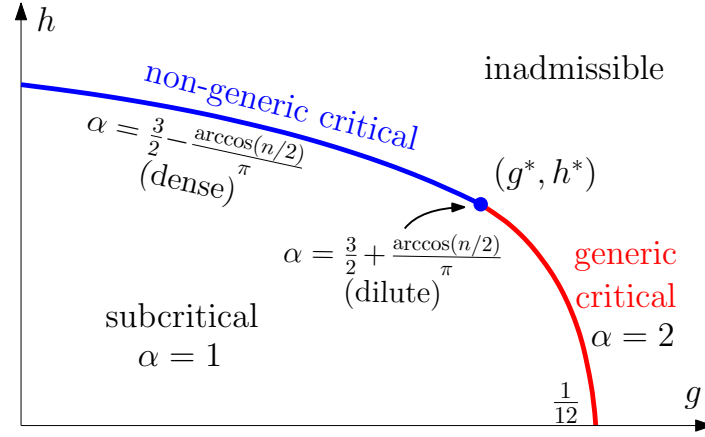 h
inadmissible
non-generic critical
α = 3/2 − arccos(n/2)/π
(dense)
(g*, h*)
α = 3/2 + arccos(n/2)/π
(dilute)
generic
critical
α = 2
subcritical
α = 1
1/12
g